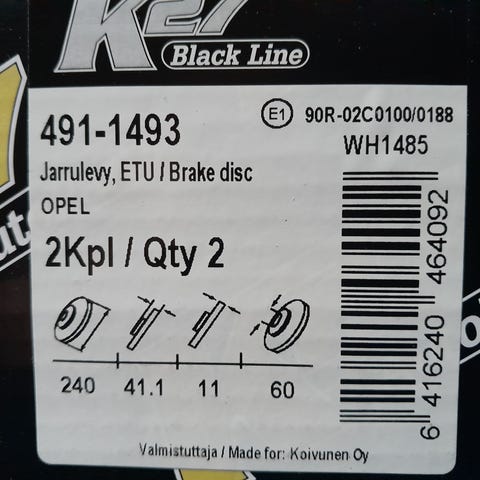 K27
Black Line
491-1493
E1 90R-02C0100/0188
WH1485
Jarrulevy, ETU / Brake disc
OPEL
2Kpl / Qty 2
240 41.1 11 60
6 416240 464092
Valmistuttaja / Made for: Koivunen Oy